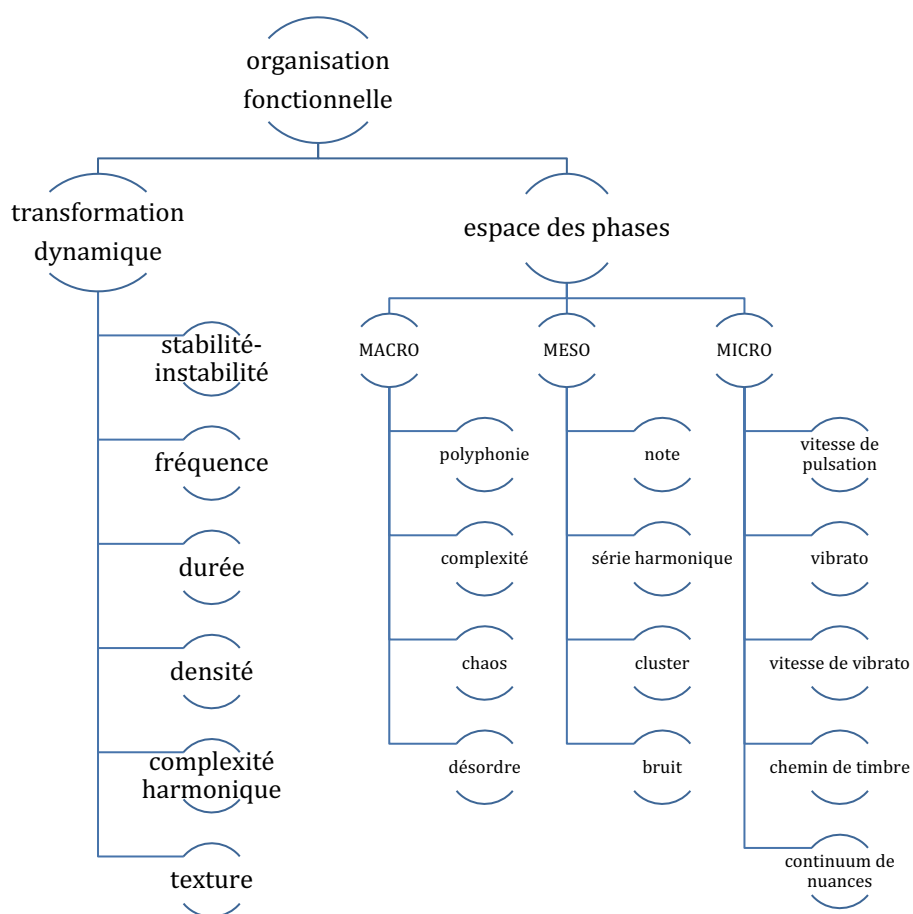 organisation
fonctionnelle
transformation
dynamique
stabilité-
instabilité
fréquence
durée
densité
complexité
harmonique
texture
espace des phases
MACRO
polyphonie
complexité
chaos
désordre
MESO
note
série harmonique
cluster
bruit
MICRO
vitesse de
pulsation
vibrato
vitesse de vibrato
chemin de timbre
continuum de
nuances